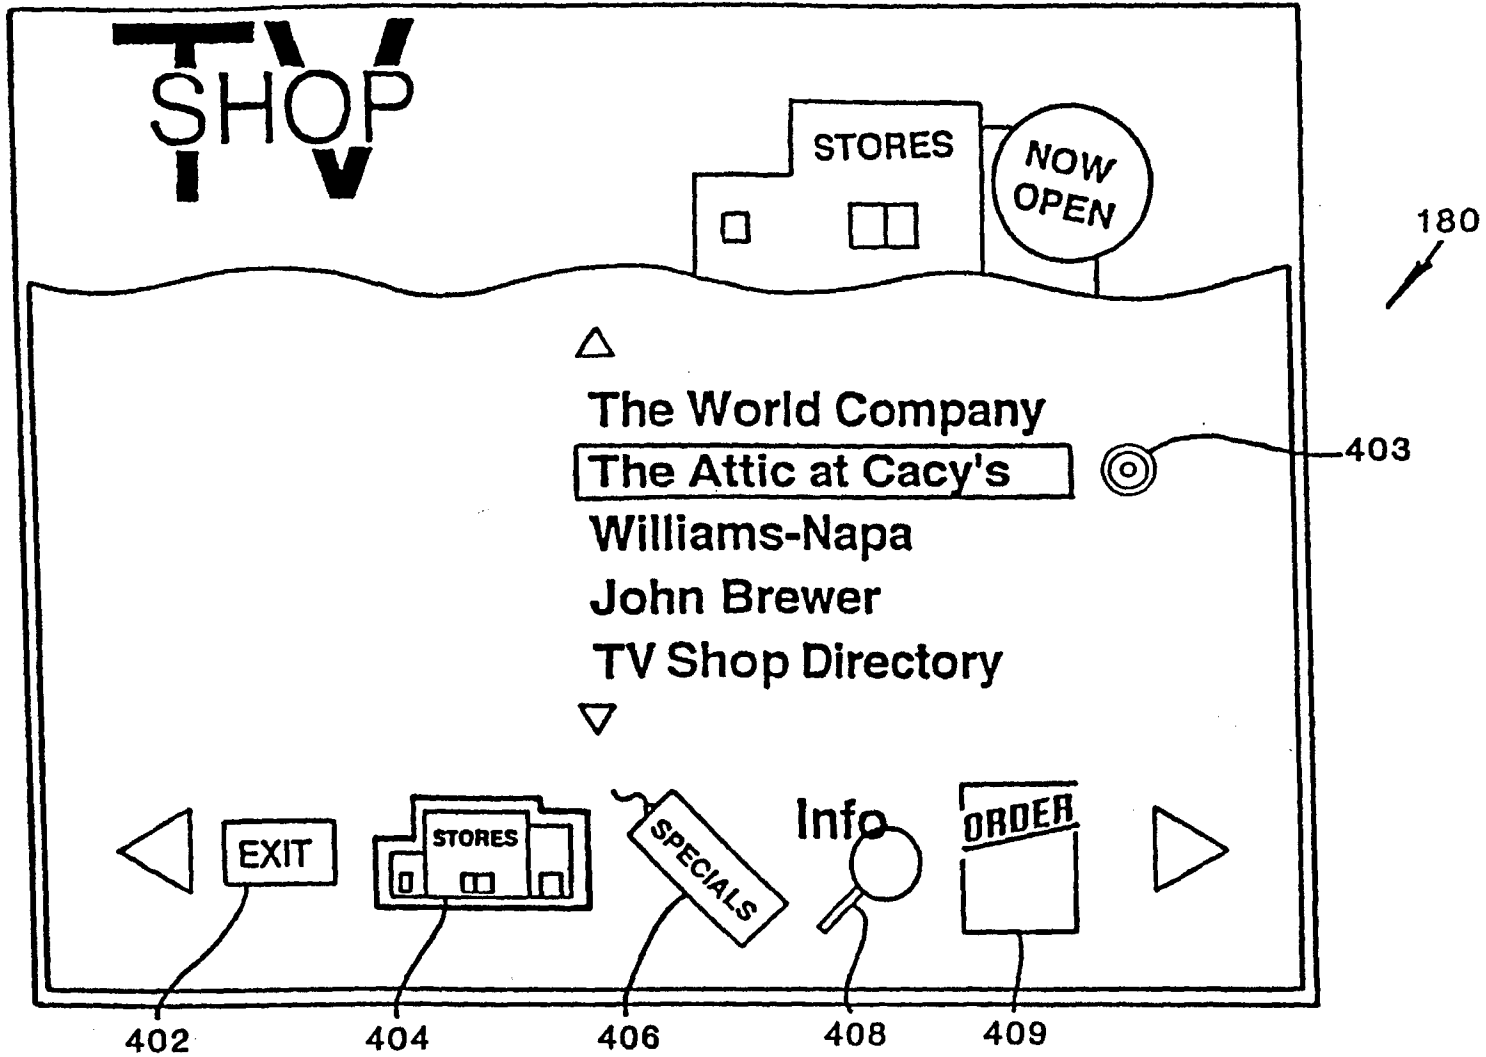 TV
SHOP
STORES
NOW
OPEN
180
The World Company
The Attic at Cacy's
403
Williams-Napa
John Brewer
TV Shop Directory
EXIT
STORES
SPECIALS
Info
ORDER
402
404
406
408
409